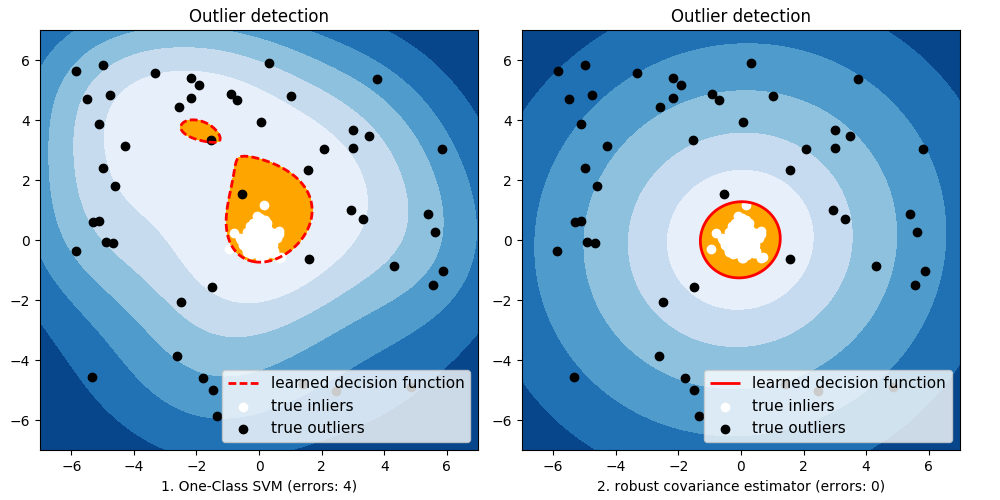 Outlier detection
6
4
2
0
−2
−4
−6
learned decision function
true inliers
true outliers
−6 −4 −2 0 2 4 6
1. One-Class SVM (errors: 4)
Outlier detection
6
4
2
0
−2
−4
−6
learned decision function
true inliers
true outliers
−6 −4 −2 0 2 4 6
2. robust covariance estimator (errors: 0)